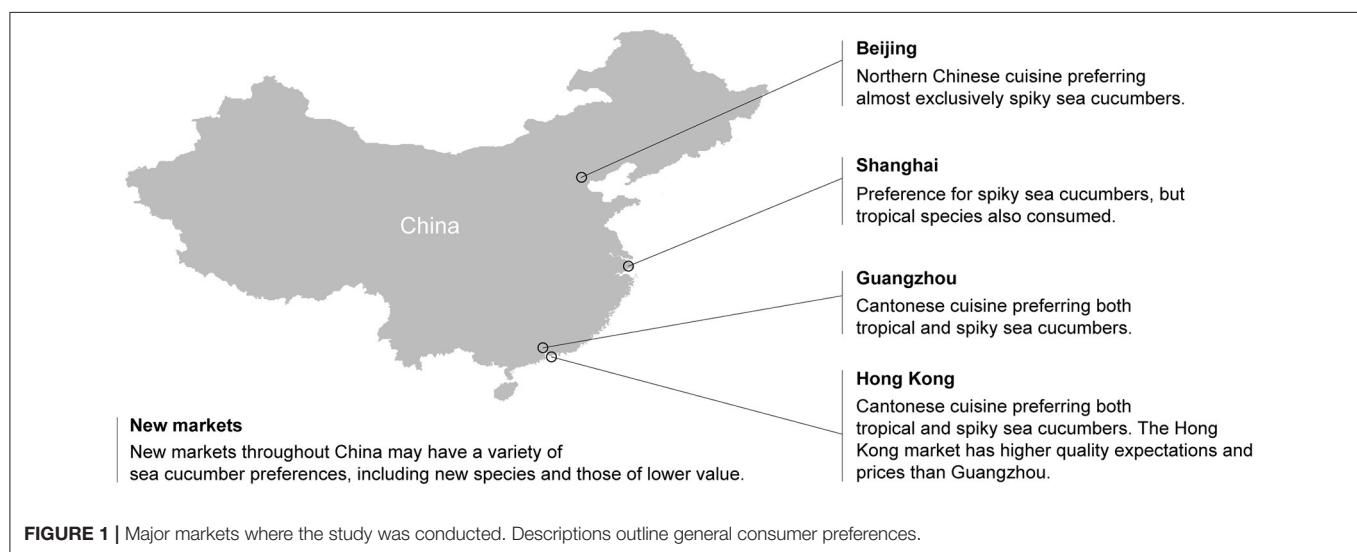 Beijing
Northern Chinese cuisine preferring
almost exclusively spiky sea cucumbers.
Shanghai
Preference for spiky sea cucumbers, but
tropical species also consumed.
China
Guangzhou
Cantonese cuisine preferring both
tropical and spiky sea cucumbers.
Hong Kong
Cantonese cuisine preferring both
tropical and spiky sea cucumbers. The Hong
Kong market has higher quality expectations and
prices than Guangzhou.
New markets
New markets throughout China may have a variety of
sea cucumber preferences, including new species and those of lower value.
FIGURE 1 | Major markets where the study was conducted. Descriptions outline general consumer preferences.